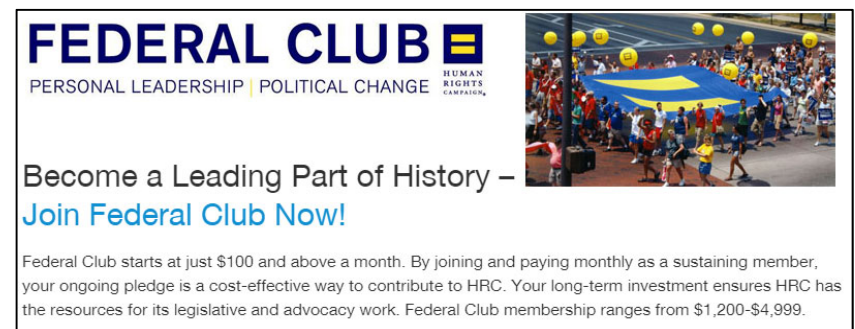 FEDERAL CLUB
PERSONAL LEADERSHIP | POLITICAL CHANGE
HUMAN
RIGHTS
CAMPAIGN®
Become a Leading Part of History –
Join Federal Club Now!
Federal Club starts at just $100 and above a month. By joining and paying monthly as a sustaining member,
your ongoing pledge is a cost-effective way to contribute to HRC. Your long-term investment ensures HRC has
the resources for its legislative and advocacy work. Federal Club membership ranges from $1,200-$4,999.